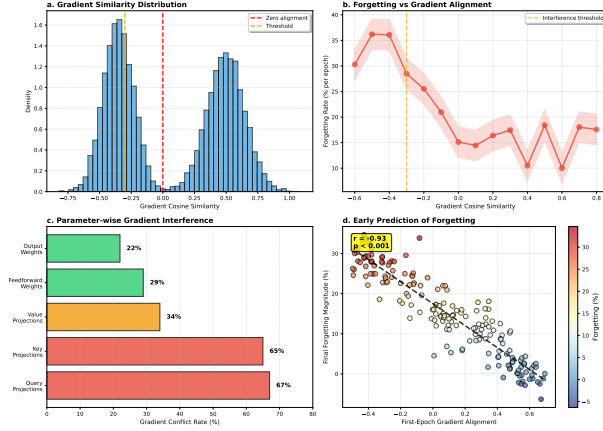 a. Gradient Similarity Distribution
Zero alignment
Threshold
Density
1.6
1.4
1.2
1.0
0.8
0.6
0.4
0.2
0.0
-0.75
-0.50
-0.25
0.00
0.25
0.50
0.75
1.00
Gradient Cosine Similarity
b. Forgetting vs Gradient Alignment
Interference threshold
Forgetting Rate (% per epoch)
40
35
30
25
20
15
10
-0.6
-0.4
-0.2
0.0
0.2
0.4
0.6
0.8
Gradient Cosine Similarity
c. Parameter-wise Gradient Interference
Output
Weights
22%
Feedforward
Weights
29%
Value
Projections
34%
Key
Projections
65%
Query
Projections
67%
0
10
20
30
40
50
60
70
80
Gradient Conflict Rate (%)
d. Early Prediction of Forgetting
r = -0.93
p < 0.001
Final Forgetting Magnitude (%)
30
20
10
0
-0.4
-0.2
0.0
0.2
0.4
0.6
First-Epoch Gradient Alignment
30
25
20
15
10
5
0
-5
Forgetting (%)